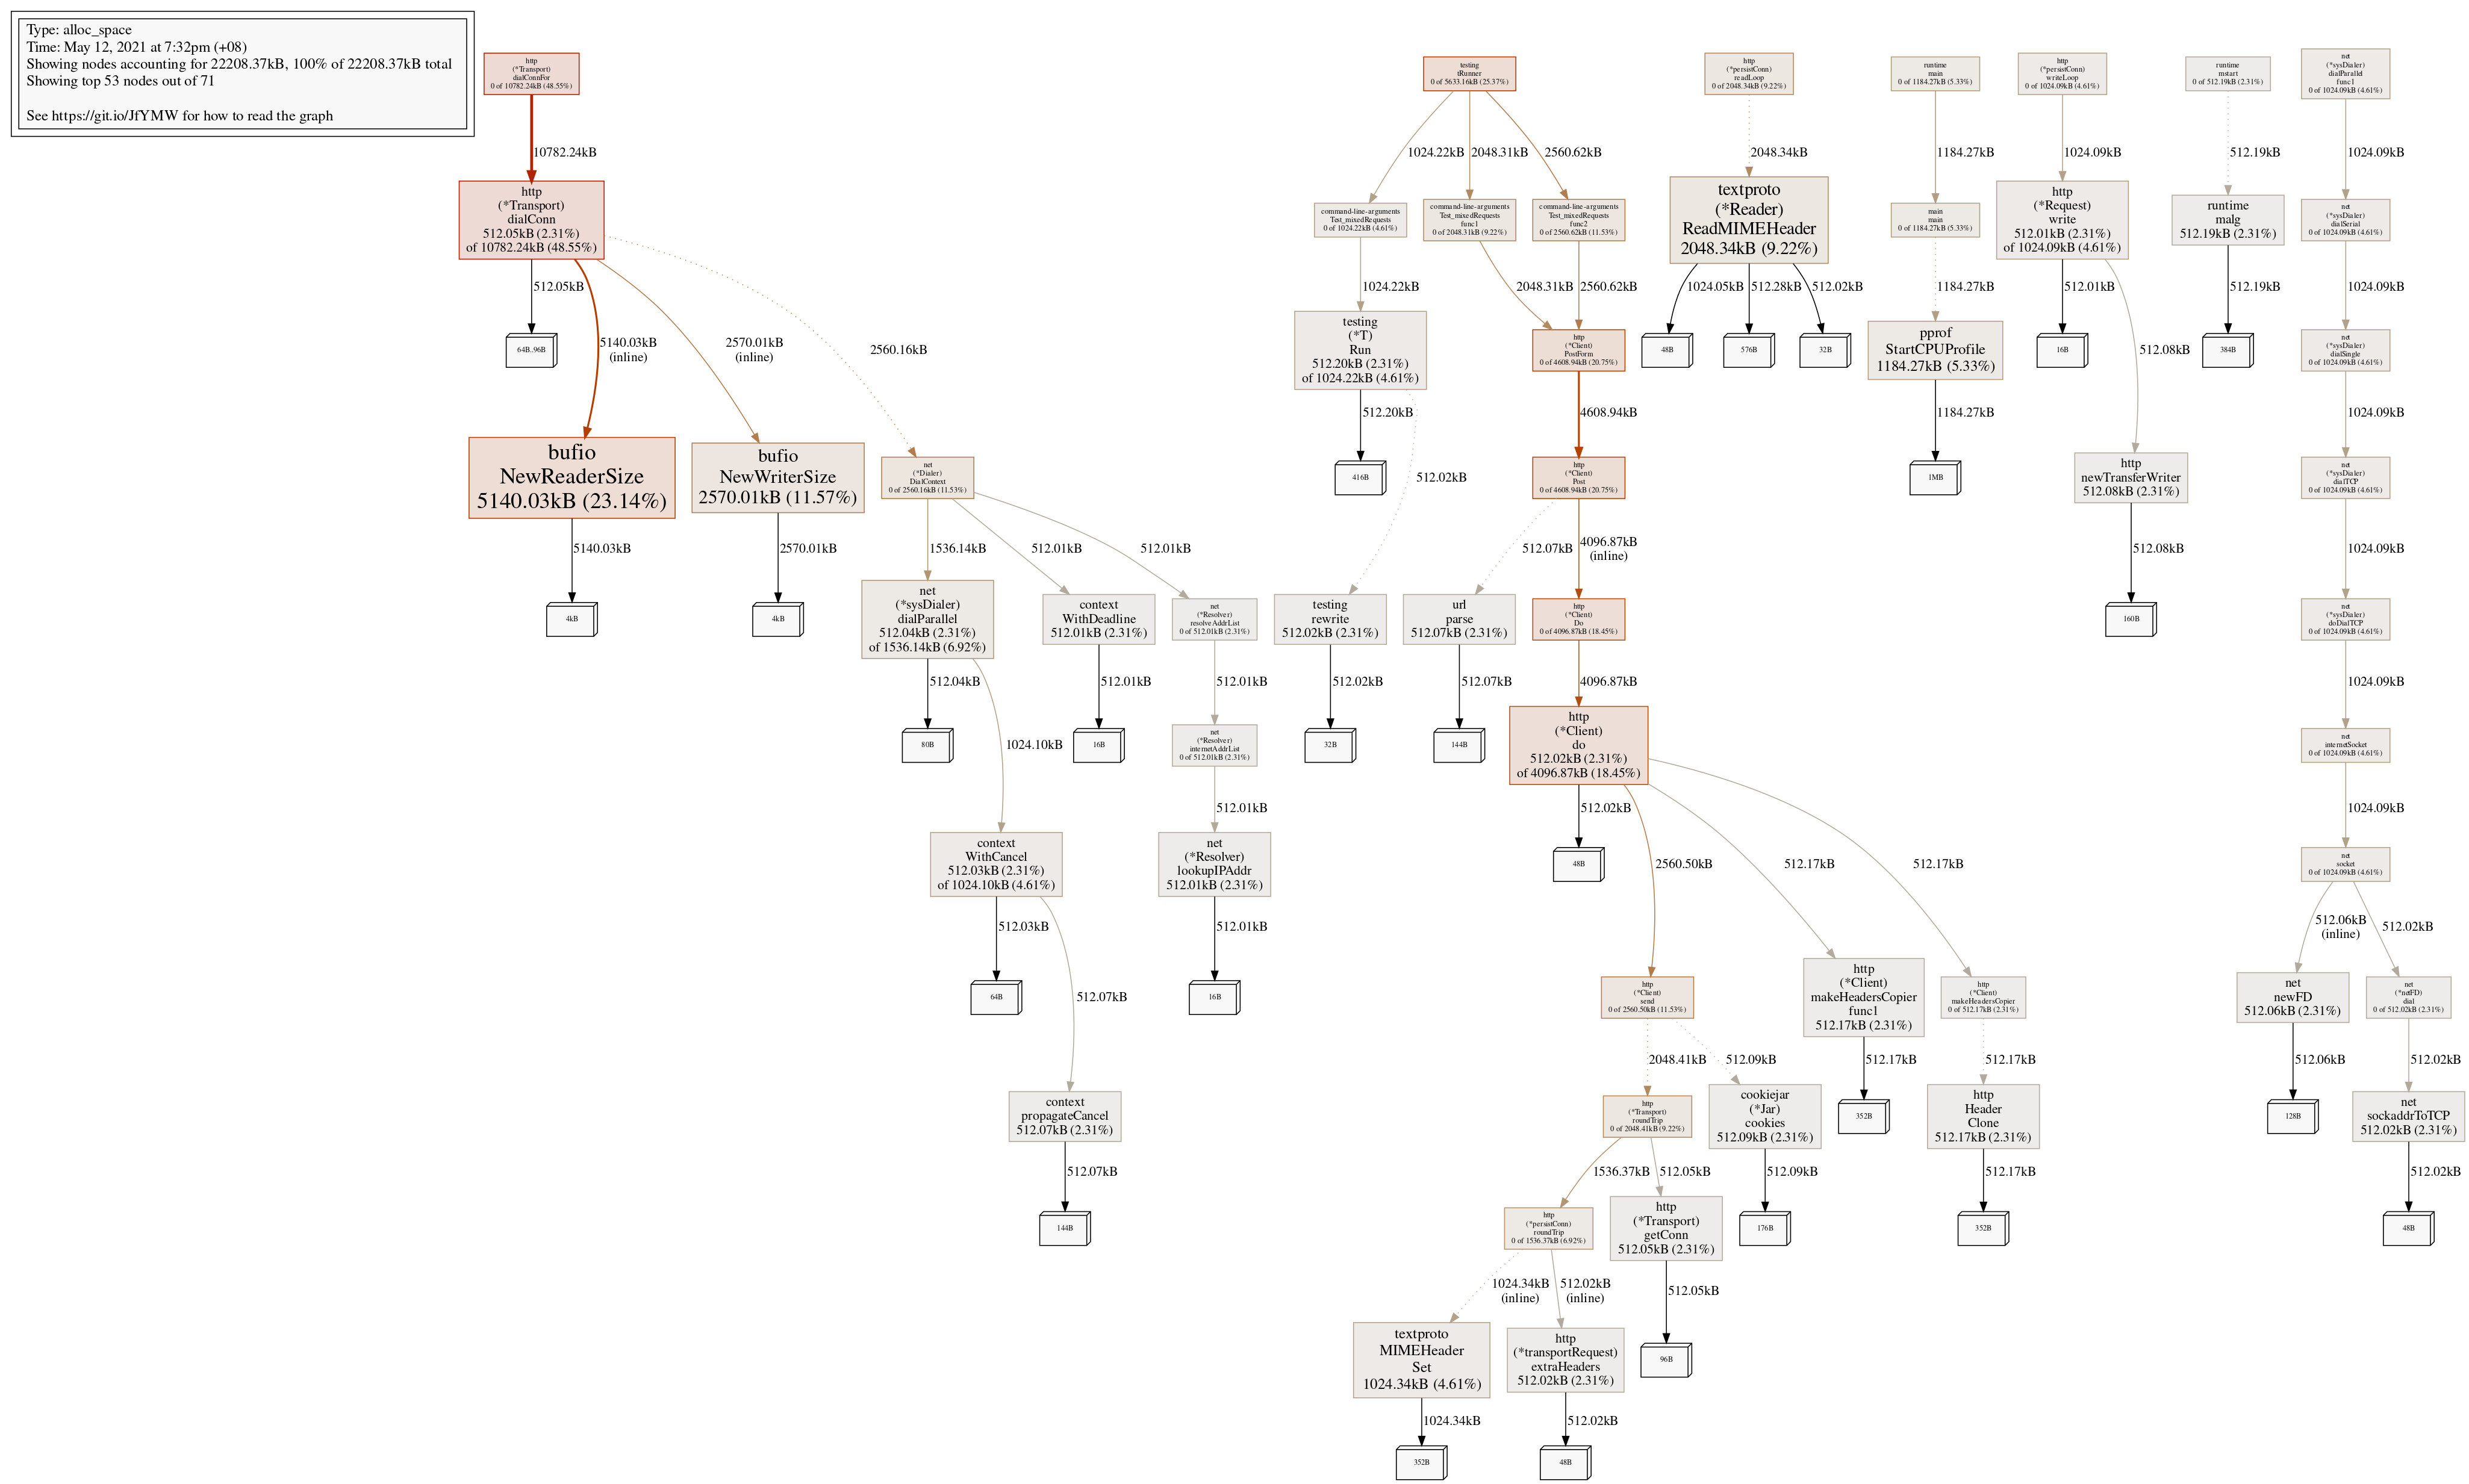 Type: alloc_space
Time: May 12, 2021 at 7:32pm (+08)
Showing nodes accounting for 22208.37kB, 100% of 22208.37kB total
Showing top 53 nodes out of 71
See https://git.io/JfYMW for how to read the graph
http
(*Transport)
dialConnFor
0 of 10782.24kB (48.55%)
testing
tRunner
0 of 5633.16kB (25.37%)
http
(*persistConn)
readLoop
0 of 2048.34kB (9.22%)
runtime
main
0 of 1184.27kB (5.33%)
http
(*persistConn)
writeLoop
0 of 1024.09kB (4.61%)
runtime
mstart
0 of 512.19kB (2.31%)
net
(*sysDialer)
dialParallel
func1
0 of 1024.09kB (4.61%)
10782.24kB
1024.22kB
2048.31kB
2560.62kB
2048.34kB
1184.27kB
1024.09kB
512.19kB
1024.09kB
http
(*Transport)
dialConn
512.05kB (2.31%)
of 10782.24kB (48.55%)
command-line-arguments
Test_mixedRequests
0 of 1024.22kB (4.61%)
command-line-arguments
Test_mixedRequests
func1
0 of 2048.31kB (9.22%)
command-line-arguments
Test_mixedRequests
func2
0 of 2560.62kB (11.53%)
textproto
(*Reader)
ReadMIMEHeader
2048.34kB (9.22%)
main
main
0 of 1184.27kB (5.33%)
http
(*Request)
write
512.01kB (2.31%)
of 1024.09kB (4.61%)
runtime
malg
512.19kB (2.31%)
net
(*sysDialer)
dialSerial
0 of 1024.09kB (4.61%)
512.05kB
5140.03kB
(inline)
2570.01kB
(inline)
2560.16kB
1024.22kB
2048.31kB
2560.62kB
1024.05kB
512.28kB
512.02kB
1184.27kB
512.01kB
512.08kB
512.19kB
1024.09kB
64B..96B
testing
(*T)
Run
512.20kB (2.31%)
of 1024.22kB (4.61%)
http
(*Client)
PostForm
0 of 4608.94kB (20.75%)
48B
576B
32B
pprof
StartCPUProfile
1184.27kB (5.33%)
16B
384B
net
(*sysDialer)
dialSingle
0 of 1024.09kB (4.61%)
512.20kB
512.02kB
4608.94kB
1184.27kB
1024.09kB
bufio
NewReaderSize
5140.03kB (23.14%)
bufio
NewWriterSize
2570.01kB (11.57%)
net
(*Dialer)
DialContext
0 of 2560.16kB (11.53%)
416B
http
(*Client)
Post
0 of 4608.94kB (20.75%)
1MB
http
newTransferWriter
512.08kB (2.31%)
net
(*sysDialer)
dialTCP
0 of 1024.09kB (4.61%)
5140.03kB
2570.01kB
1536.14kB
512.01kB
512.01kB
512.07kB
4096.87kB
(inline)
512.08kB
1024.09kB
4kB
4kB
net
(*sysDialer)
dialParallel
512.04kB (2.31%)
of 1536.14kB (6.92%)
context
WithDeadline
512.01kB (2.31%)
net
(*Resolver)
resolveAddrList
0 of 512.01kB (2.31%)
testing
rewrite
512.02kB (2.31%)
url
parse
512.07kB (2.31%)
http
(*Client)
Do
0 of 4096.87kB (18.45%)
160B
net
(*sysDialer)
doDialTCP
0 of 1024.09kB (4.61%)
512.04kB
1024.10kB
512.01kB
512.01kB
512.02kB
512.07kB
4096.87kB
1024.09kB
80B
16B
net
(*Resolver)
internetAddrList
0 of 512.01kB (2.31%)
32B
144B
http
(*Client)
do
512.02kB (2.31%)
of 4096.87kB (18.45%)
net
internetSocket
0 of 1024.09kB (4.61%)
512.01kB
512.02kB
2560.50kB
512.17kB
512.17kB
1024.09kB
context
WithCancel
512.03kB (2.31%)
of 1024.10kB (4.61%)
net
(*Resolver)
lookupIPAddr
512.01kB (2.31%)
48B
net
socket
0 of 1024.09kB (4.61%)
512.03kB
512.07kB
512.01kB
512.06kB
(inline)
512.02kB
64B
16B
http
(*Client)
send
0 of 2560.50kB (11.53%)
http
(*Client)
makeHeadersCopier
func1
512.17kB (2.31%)
http
(*Client)
makeHeadersCopier
0 of 512.17kB (2.31%)
net
newFD
512.06kB (2.31%)
net
(*netFD)
dial
0 of 512.02kB (2.31%)
2048.41kB
512.09kB
512.17kB
512.17kB
512.06kB
512.02kB
context
propagateCancel
512.07kB (2.31%)
http
(*Transport)
roundTrip
0 of 2048.41kB (9.22%)
cookiejar
(*Jar)
cookies
512.09kB (2.31%)
352B
http
Header
Clone
512.17kB (2.31%)
128B
net
sockaddrToTCP
512.02kB (2.31%)
512.07kB
1536.37kB
512.05kB
512.09kB
512.17kB
512.02kB
144B
http
(*persistConn)
roundTrip
0 of 1536.37kB (6.92%)
http
(*Transport)
getConn
512.05kB (2.31%)
176B
352B
48B
1024.34kB
(inline)
512.02kB
(inline)
512.05kB
textproto
MIMEHeader
Set
1024.34kB (4.61%)
http
(*transportRequest)
extraHeaders
512.02kB (2.31%)
96B
1024.34kB
512.02kB
352B
48B